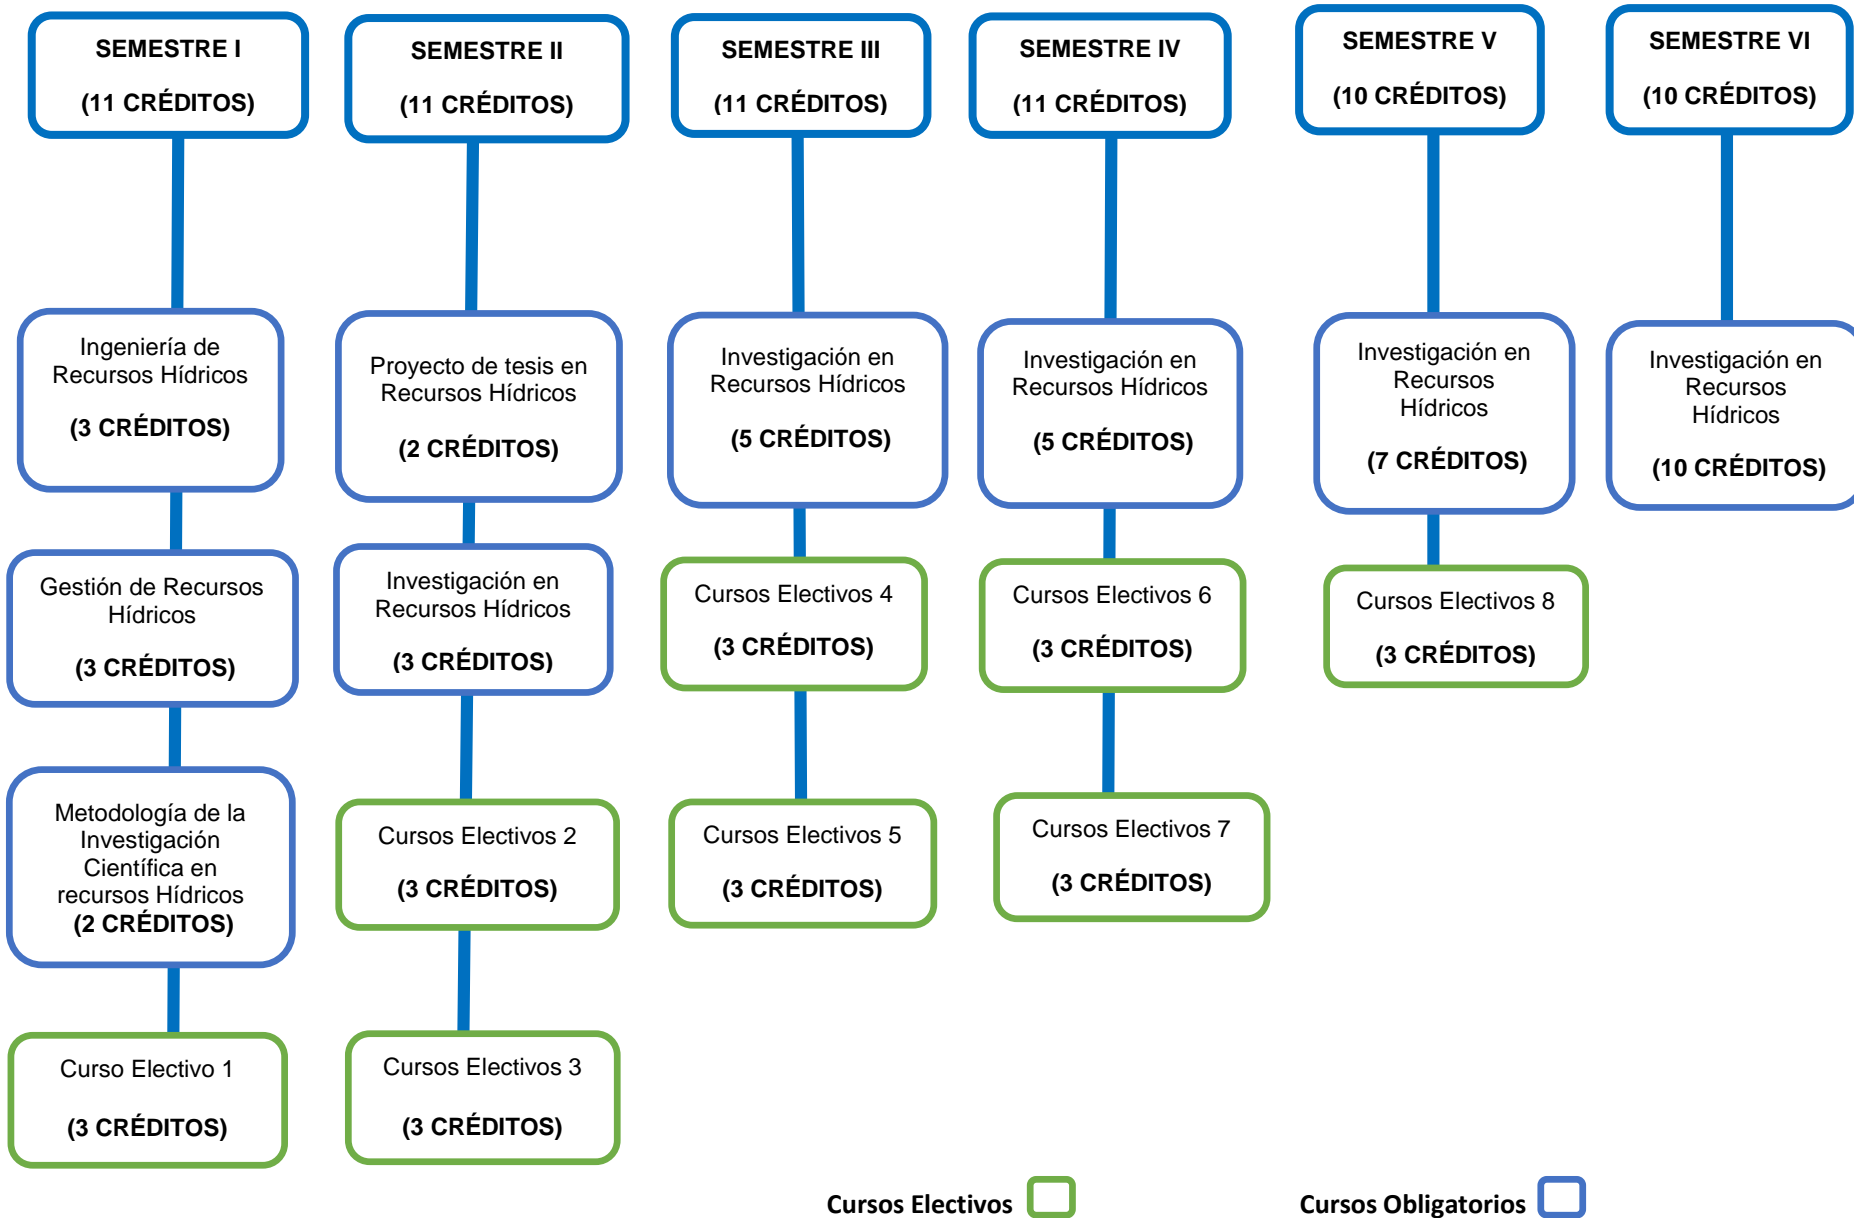 SEMESTRE I
(11 CRÉDITOS)
Ingeniería de
Recursos Hídricos
(3 CRÉDITOS)
Gestión de Recursos
Hídricos
(3 CRÉDITOS)
Metodología de la
Investigación
Científica en
recursos Hídricos
(2 CRÉDITOS)
Curso Electivo 1
(3 CRÉDITOS)
SEMESTRE II
(11 CRÉDITOS)
Proyecto de tesis en
Recursos Hídricos
(2 CRÉDITOS)
Investigación en
Recursos Hídricos
(3 CRÉDITOS)
Cursos Electivos 2
(3 CRÉDITOS)
Cursos Electivos 3
(3 CRÉDITOS)
SEMESTRE III
(11 CRÉDITOS)
Investigación en
Recursos Hídricos
(5 CRÉDITOS)
Cursos Electivos 4
(3 CRÉDITOS)
Cursos Electivos 5
(3 CRÉDITOS)
SEMESTRE IV
(11 CRÉDITOS)
Investigación en
Recursos Hídricos
(5 CRÉDITOS)
Cursos Electivos 6
(3 CRÉDITOS)
Cursos Electivos 7
(3 CRÉDITOS)
SEMESTRE V
(10 CRÉDITOS)
Investigación en
Recursos
Hídricos
(7 CRÉDITOS)
Cursos Electivos 8
(3 CRÉDITOS)
SEMESTRE VI
(10 CRÉDITOS)
Investigación en
Recursos
Hídricos
(10 CRÉDITOS)
Cursos Electivos
Cursos Obligatorios